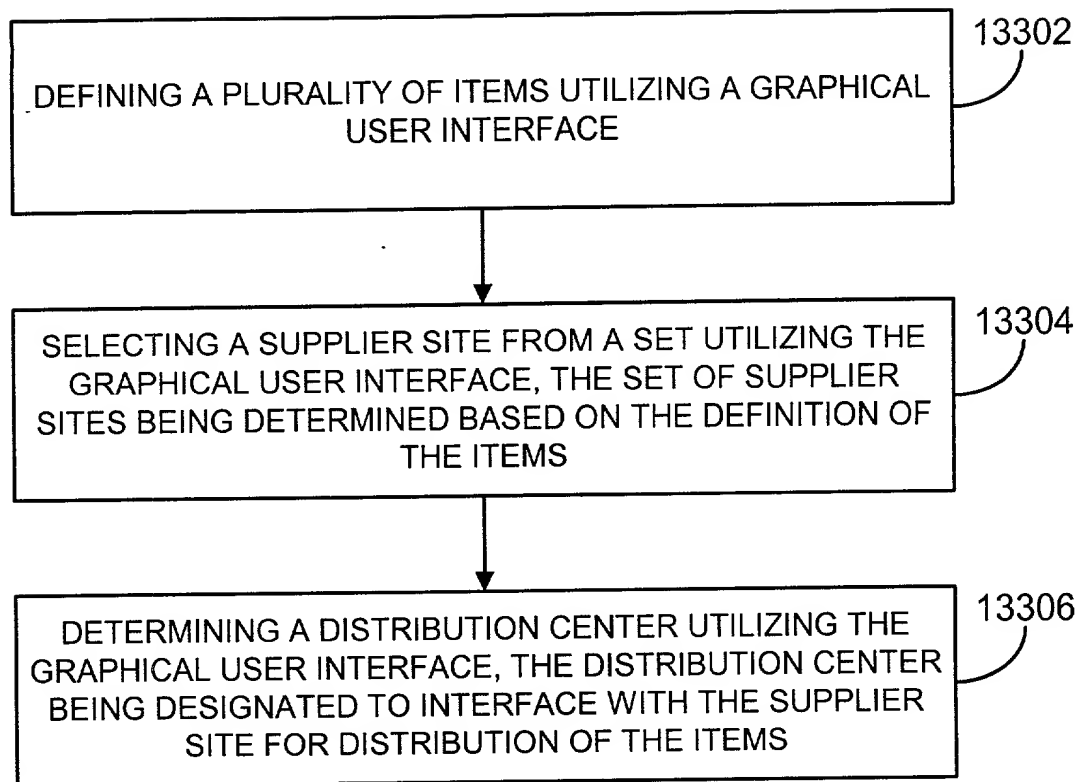 13302
DEFINING A PLURALITY OF ITEMS UTILIZING A GRAPHICAL
USER INTERFACE
13304
SELECTING A SUPPLIER SITE FROM A SET UTILIZING THE
GRAPHICAL USER INTERFACE, THE SET OF SUPPLIER
SITES BEING DETERMINED BASED ON THE DEFINITION OF
THE ITEMS
13306
DETERMINING A DISTRIBUTION CENTER UTILIZING THE
GRAPHICAL USER INTERFACE, THE DISTRIBUTION CENTER
BEING DESIGNATED TO INTERFACE WITH THE SUPPLIER
SITE FOR DISTRIBUTION OF THE ITEMS